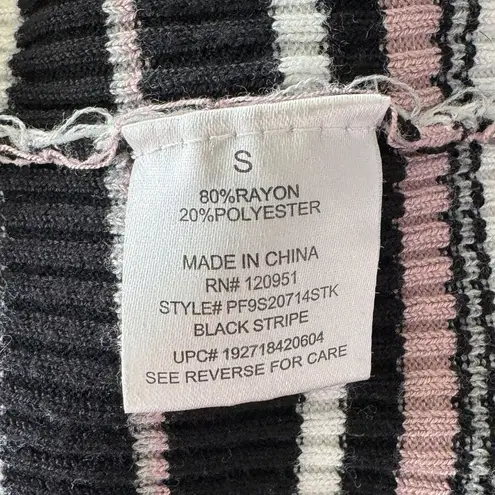 S
80%RAYON
20%POLYESTER
MADE IN CHINA
RN# 120951
STYLE# PF9S20714STK
BLACK STRIPE
UPC# 192718420604
SEE REVERSE FOR CARE